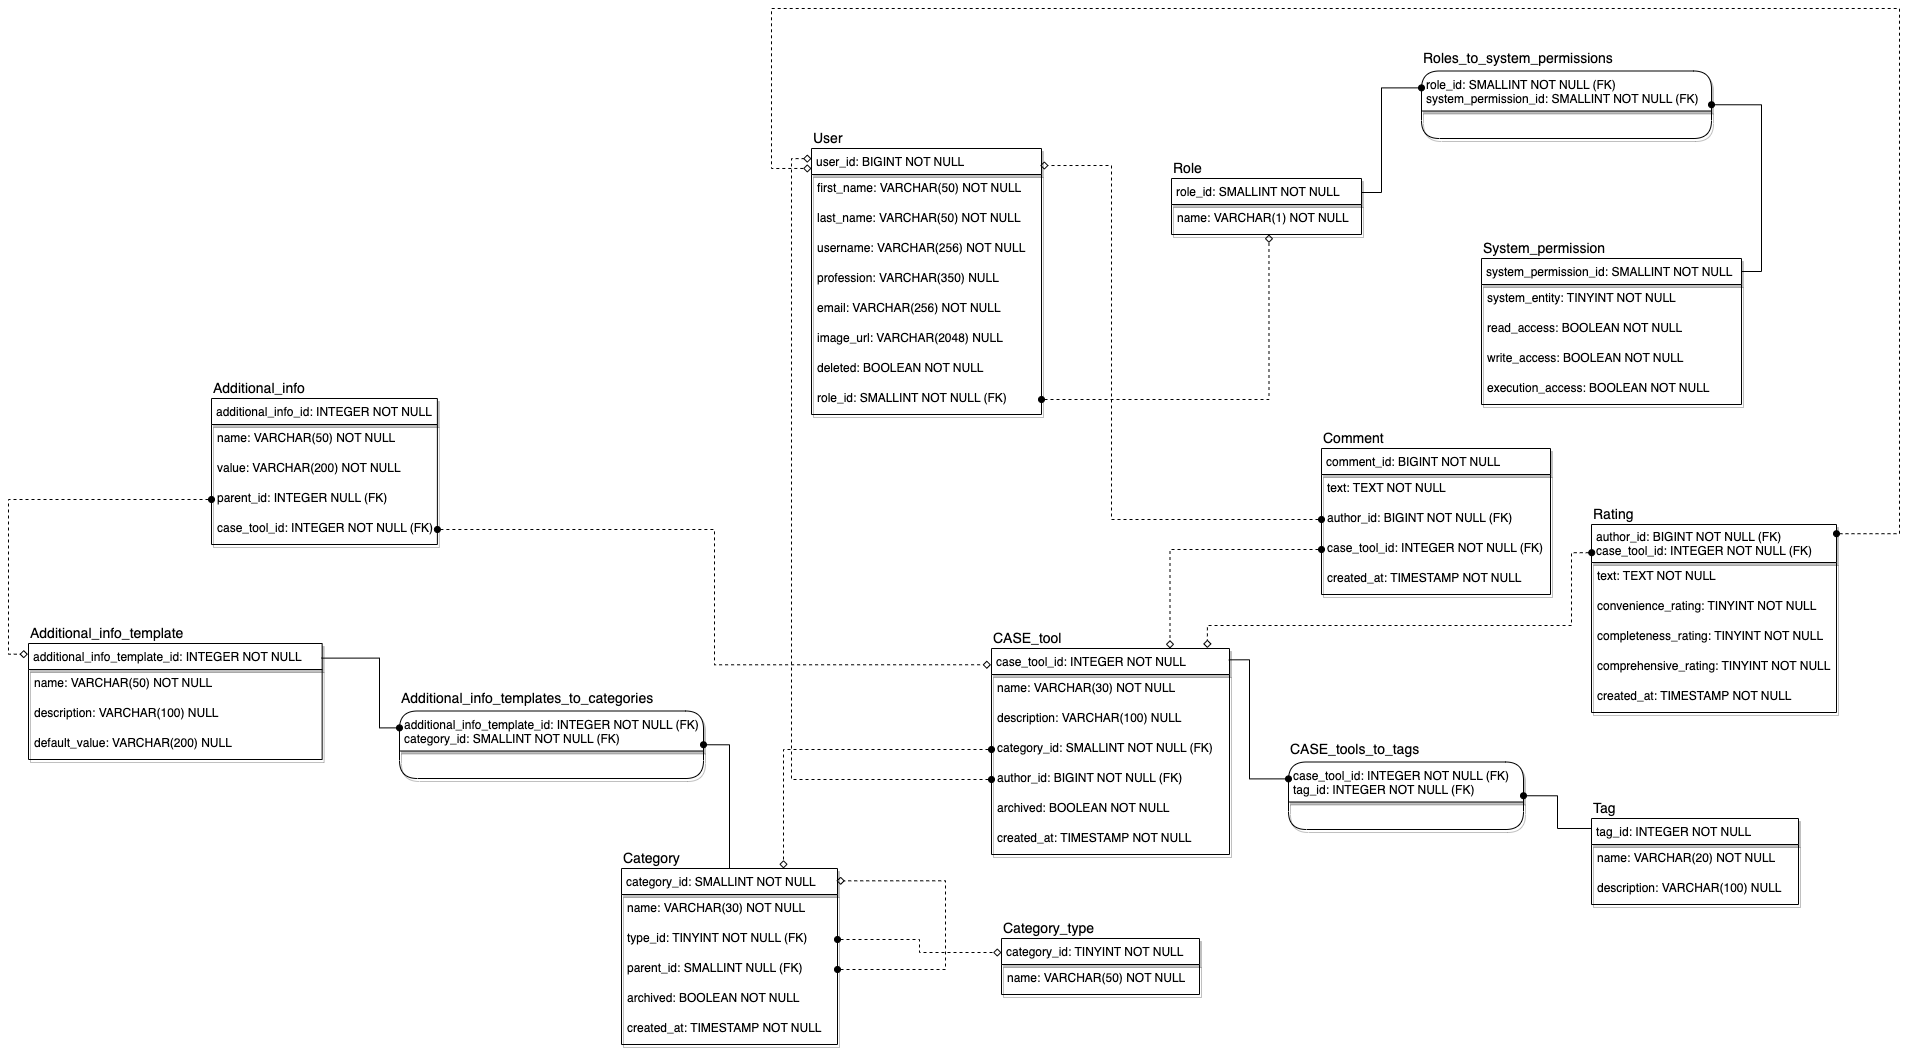 Roles_to_system_permissions
role_id: SMALLINT NOT NULL (FK)
system_permission_id: SMALLINT NOT NULL (FK)
User
user_id: BIGINT NOT NULL
first_name: VARCHAR(50) NOT NULL
last_name: VARCHAR(50) NOT NULL
username: VARCHAR(256) NOT NULL
profession: VARCHAR(350) NULL
email: VARCHAR(256) NOT NULL
image_url: VARCHAR(2048) NULL
deleted: BOOLEAN NOT NULL
role_id: SMALLINT NOT NULL (FK)
Role
role_id: SMALLINT NOT NULL
name: VARCHAR(1) NOT NULL
System_permission
system_permission_id: SMALLINT NOT NULL
system_entity: TINYINT NOT NULL
read_access: BOOLEAN NOT NULL
write_access: BOOLEAN NOT NULL
execution_access: BOOLEAN NOT NULL
Additional_info
additional_info_id: INTEGER NOT NULL
name: VARCHAR(50) NOT NULL
value: VARCHAR(200) NOT NULL
parent_id: INTEGER NULL (FK)
case_tool_id: INTEGER NOT NULL (FK)
Comment
comment_id: BIGINT NOT NULL
text: TEXT NOT NULL
author_id: BIGINT NOT NULL (FK)
case_tool_id: INTEGER NOT NULL (FK)
created_at: TIMESTAMP NOT NULL
Rating
author_id: BIGINT NOT NULL (FK)
case_tool_id: INTEGER NOT NULL (FK)
text: TEXT NOT NULL
convenience_rating: TINYINT NOT NULL
completeness_rating: TINYINT NOT NULL
comprehensive_rating: TINYINT NOT NULL
created_at: TIMESTAMP NOT NULL
Additional_info_template
additional_info_template_id: INTEGER NOT NULL
name: VARCHAR(50) NOT NULL
description: VARCHAR(100) NULL
default_value: VARCHAR(200) NULL
Additional_info_templates_to_categories
additional_info_template_id: INTEGER NOT NULL (FK)
category_id: SMALLINT NOT NULL (FK)
CASE_tool
case_tool_id: INTEGER NOT NULL
name: VARCHAR(30) NOT NULL
description: VARCHAR(100) NULL
category_id: SMALLINT NOT NULL (FK)
author_id: BIGINT NOT NULL (FK)
archived: BOOLEAN NOT NULL
created_at: TIMESTAMP NOT NULL
CASE_tools_to_tags
case_tool_id: INTEGER NOT NULL (FK)
tag_id: INTEGER NOT NULL (FK)
Tag
tag_id: INTEGER NOT NULL
name: VARCHAR(20) NOT NULL
description: VARCHAR(100) NULL
Category
category_id: SMALLINT NOT NULL
name: VARCHAR(30) NOT NULL
type_id: TINYINT NOT NULL (FK)
parent_id: SMALLINT NULL (FK)
archived: BOOLEAN NOT NULL
created_at: TIMESTAMP NOT NULL
Category_type
category_id: TINYINT NOT NULL
name: VARCHAR(50) NOT NULL